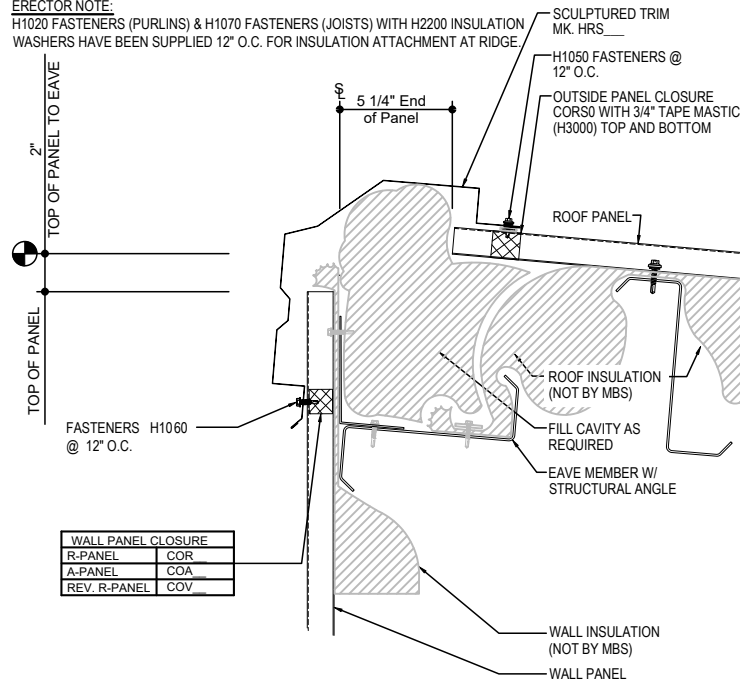 ERECTOR NOTE:
H1020 FASTENERS (PURLINS) & H1070 FASTENERS (JOISTS) WITH H2200 INSULATION
WASHERS HAVE BEEN SUPPLIED 12" O.C. FOR INSULATION ATTACHMENT AT RIDGE.
SCULPTURED TRIM
MK. HRS___
H1050 FASTENERS @
12" O.C.
OUTSIDE PANEL CLOSURE
CORS0 WITH 3/4" TAPE MASTIC
(H3000) TOP AND BOTTOM
SL
5 1/4" End
of Panel
2"
TOP OF PANEL TO EAVE
ROOF PANEL
TOP OF PANEL
ROOF INSULATION
(NOT BY MBS)
FASTENERS H1060
@ 12" O.C.
FILL CAVITY AS
REQUIRED
EAVE MEMBER W/
STRUCTURAL ANGLE
WALL PANEL CLOSURE
R-PANEL COR__
A-PANEL COA__
REV. R-PANEL COV__
WALL INSULATION
(NOT BY MBS)
WALL PANEL